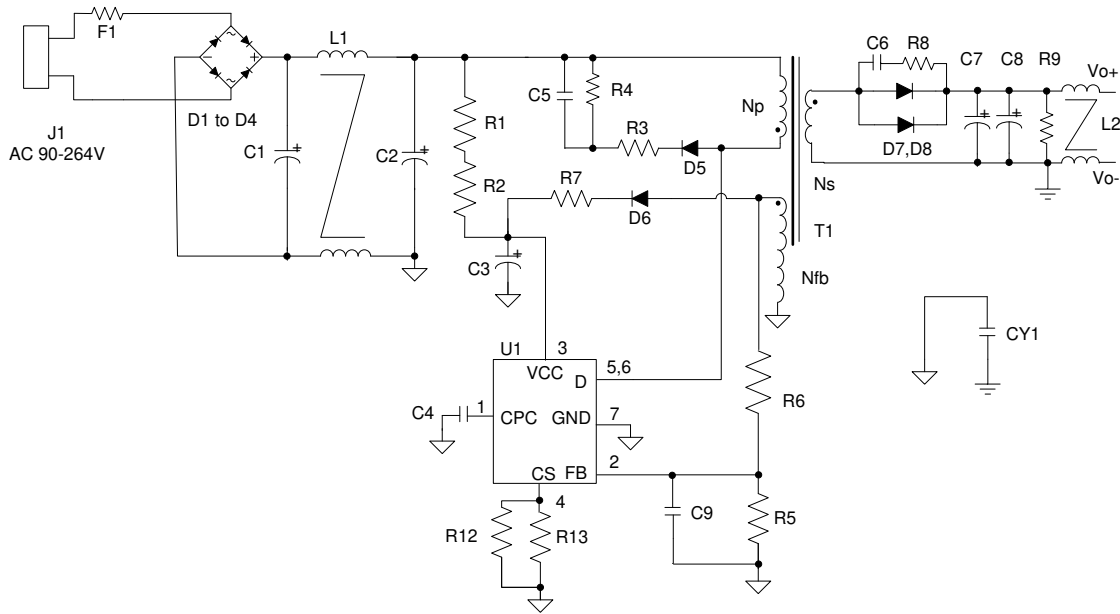 F1
J1
AC 90-264V
D1 to D4
~
~
-
+
L1
C1
+
C2
+
R1
R2
C5
R4
R3
D5
Np
R7
D6
C3
+
Ns
T1
Nfb
C6
R8
C7
C8
R9
+
+
D7,D8
Vo+
L2
Vo-
CY1
U1
3
VCC
D
5,6
C4
1
CPC
GND
7
CS
FB
2
4
R6
C9
R5
R12
R13